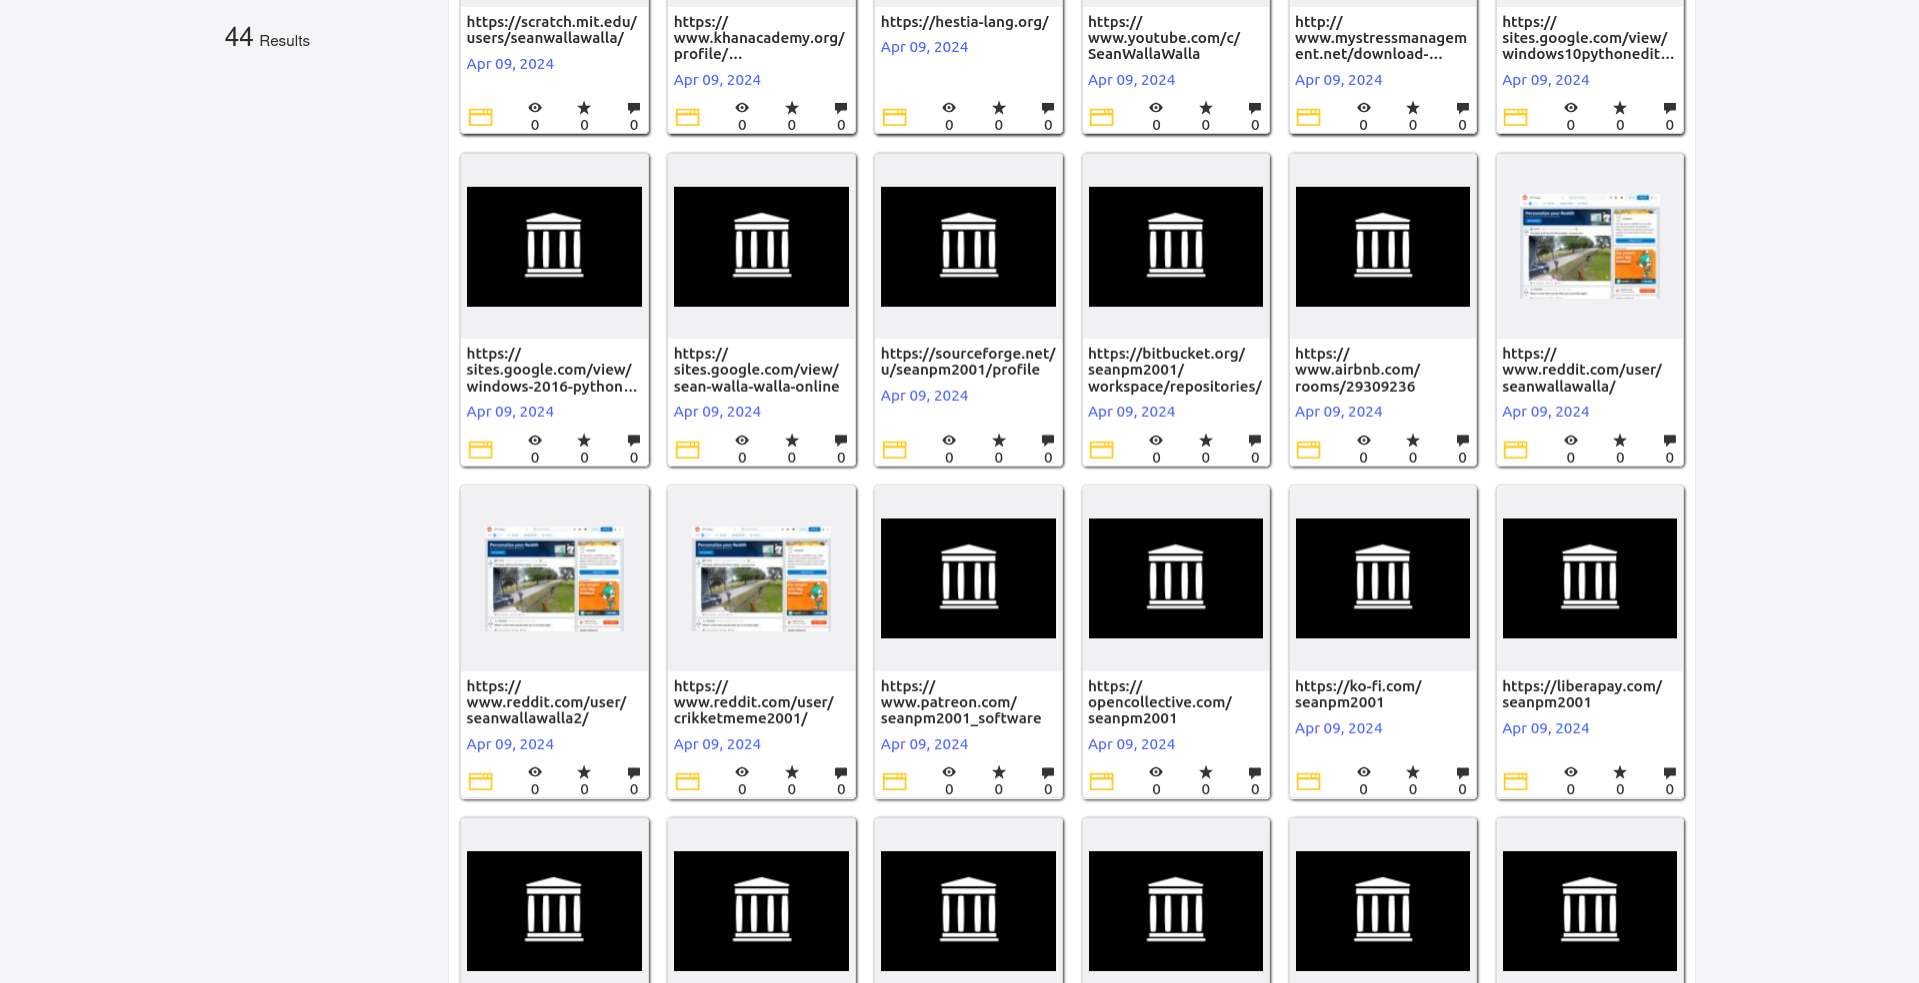 44 Results
https://scratch.mit.edu/
users/seanwallawalla/
Apr 09, 2024
0 0 0
https://
www.khanacademy.org/
profile/...
Apr 09, 2024
0 0 0
https://hestia-lang.org/
Apr 09, 2024
0 0 0
https://
www.youtube.com/c/
SeanWallaWalla
Apr 09, 2024
0 0 0
http://
www.mystressmanagem
ent.net/download-...
Apr 09, 2024
0 0 0
https://
sites.google.com/view/
windows10pythonedit...
Apr 09, 2024
0 0 0
https://
sites.google.com/view/
windows-2016-python...
Apr 09, 2024
0 0 0
https://
sites.google.com/view/
sean-walla-walla-online
Apr 09, 2024
0 0 0
https://sourceforge.net/
u/seanpm2001/profile
Apr 09, 2024
0 0 0
https://bitbucket.org/
seanpm2001/
workspace/repositories/
Apr 09, 2024
0 0 0
https://
www.airbnb.com/
rooms/29309236
Apr 09, 2024
0 0 0
Personalize your Reddit
https://
www.reddit.com/user/
seanwallawalla/
Apr 09, 2024
0 0 0
Personalize your Reddit
https://
www.reddit.com/user/
seanwallawalla2/
Apr 09, 2024
0 0 0
Personalize your Reddit
https://
www.reddit.com/user/
crikketmeme2001/
Apr 09, 2024
0 0 0
https://
www.patreon.com/
seanpm2001_software
Apr 09, 2024
0 0 0
https://
opencollective.com/
seanpm2001
Apr 09, 2024
0 0 0
https://ko-fi.com/
seanpm2001
Apr 09, 2024
0 0 0
https://liberapay.com/
seanpm2001
Apr 09, 2024
0 0 0